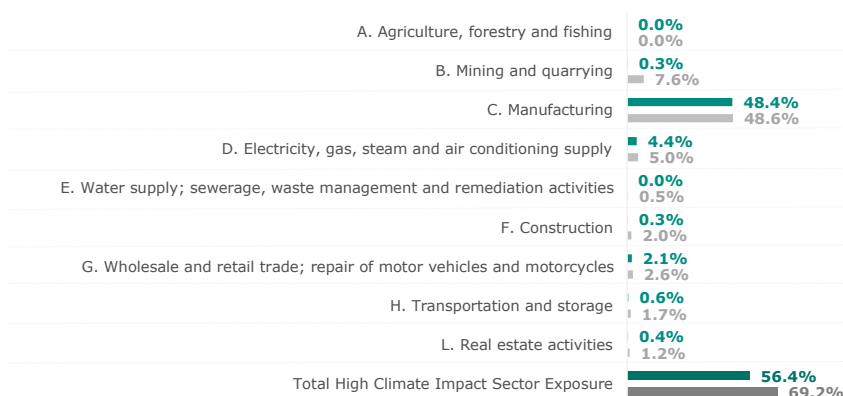 A. Agriculture, forestry and fishing
0.0%
0.0%
B. Mining and quarrying
0.3%
7.6%
C. Manufacturing
48.4%
48.6%
D. Electricity, gas, steam and air conditioning supply
4.4%
5.0%
E. Water supply; sewerage, waste management and remediation activities
0.0%
0.5%
F. Construction
0.3%
2.0%
G. Wholesale and retail trade; repair of motor vehicles and motorcycles
2.1%
2.6%
H. Transportation and storage
0.6%
1.7%
L. Real estate activities
0.4%
1.2%
Total High Climate Impact Sector Exposure
56.4%
69.2%